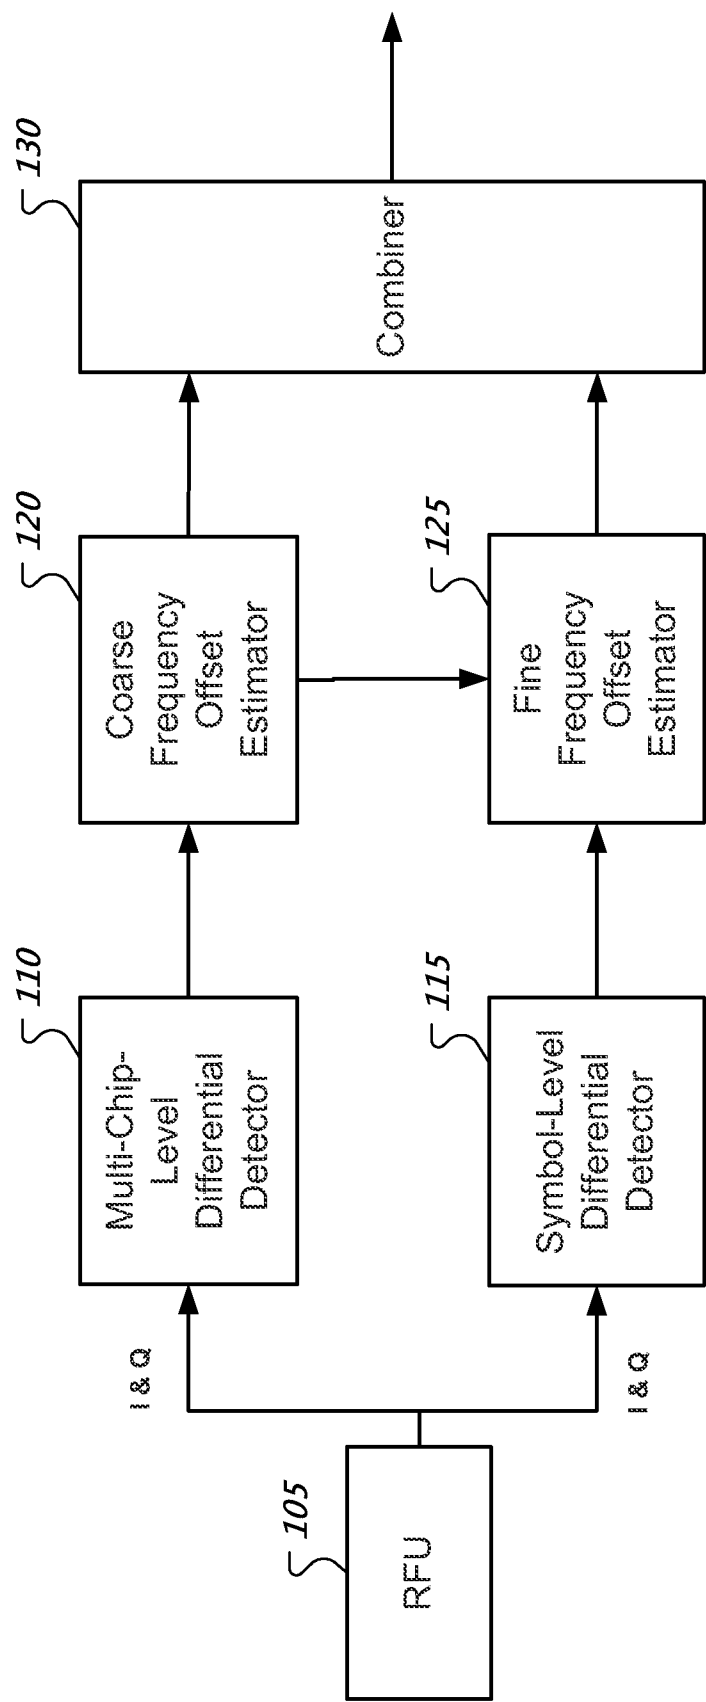 105
RFU
I & Q
I & Q
110
Multi-Chip-
Level
Differential
Detector
115
Symbol-Level
Differential
Detector
120
Coarse
Frequency
Offset
Estimator
125
Fine
Frequency
Offset
Estimator
130
Combiner